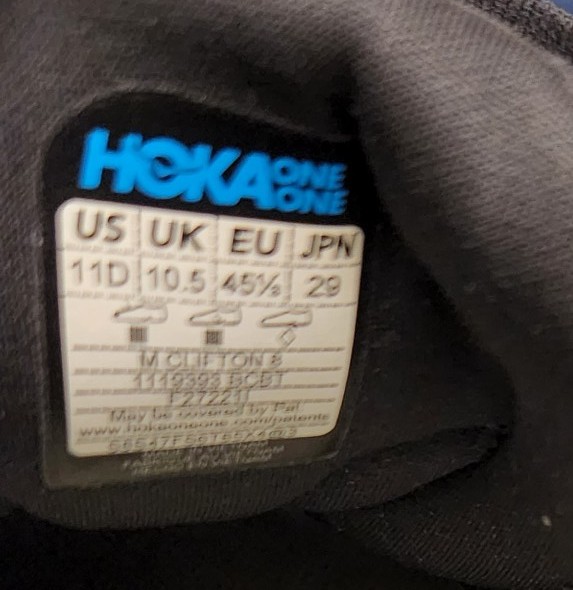 HOKA ONE ONE
US UK EU JPN
11D 10.5 45⅓ 29
M CLIFTON 8
1119393 BCBT
F27221
May be covered by Pat.
www.hokaoneone.com/patents